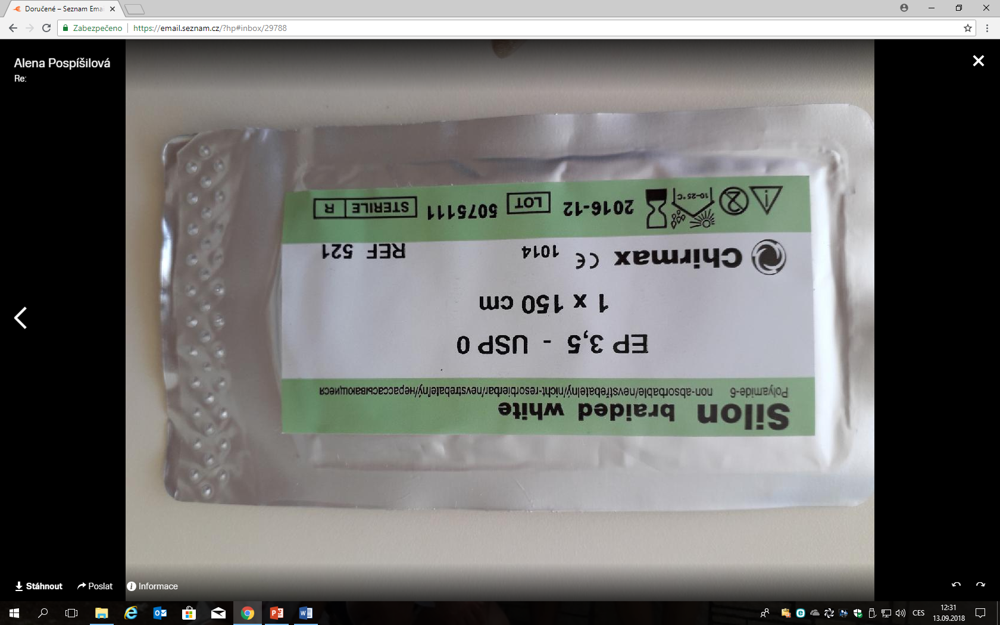 Doručené – Seznam Ema
Zabezpečeno
https://email.seznam.cz/?hp#inbox/29788
Alena Pospíšilová
Re:
Silon braided white
Polyamide-6 non-absorbable/nevstřebatelný/nicht-resorbierbar/nevstrebateľný/нерассасывающиеся
EP 3,5 - USP 0
1 x 150 cm
Chirmax CE 1014 REF 521
10-25°C 2016-12 LOT 5075111 STERILE R
Stáhnout Poslat Informace
CES
12:31
13.09.2018